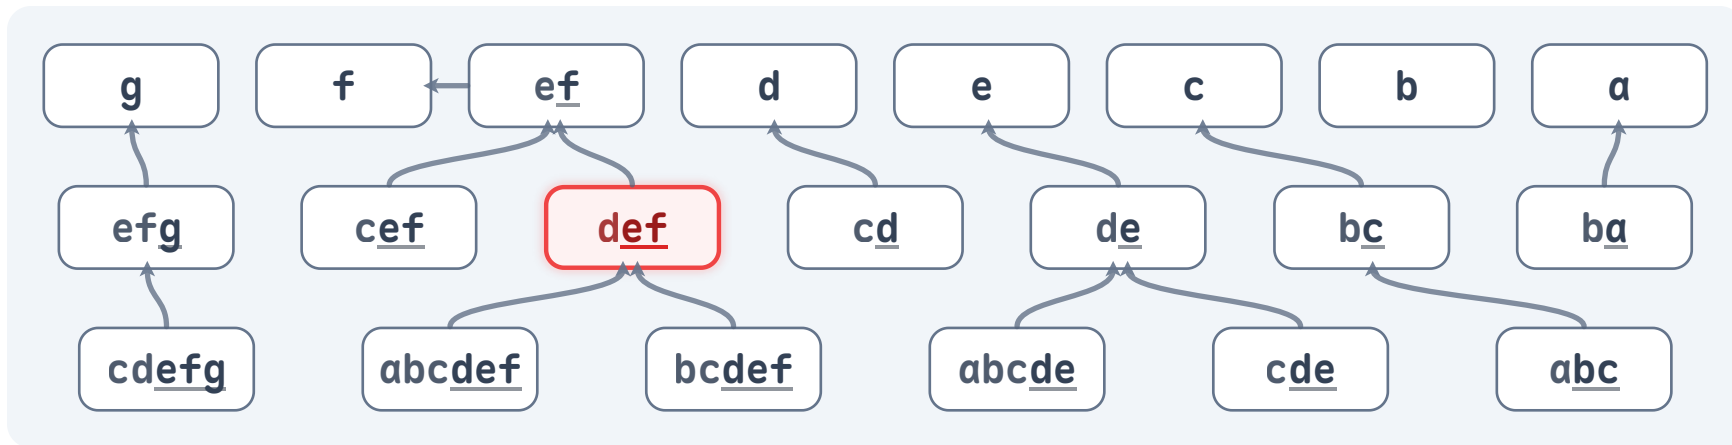 g f ef d e c b a
efg cef def cd de bc ba
cdefg abcdef bcdef abcde cde abc